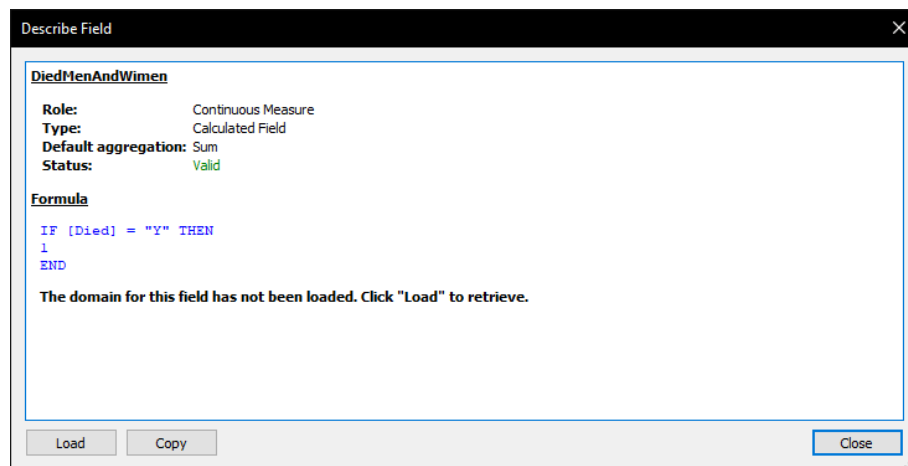 Describe Field
DiedMenAndWimen
Role: Continuous Measure
Type: Calculated Field
Default aggregation: Sum
Status: Valid
Formula
IF [Died] = "Y" THEN
1
END
The domain for this field has not been loaded. Click "Load" to retrieve.
Load Copy Close